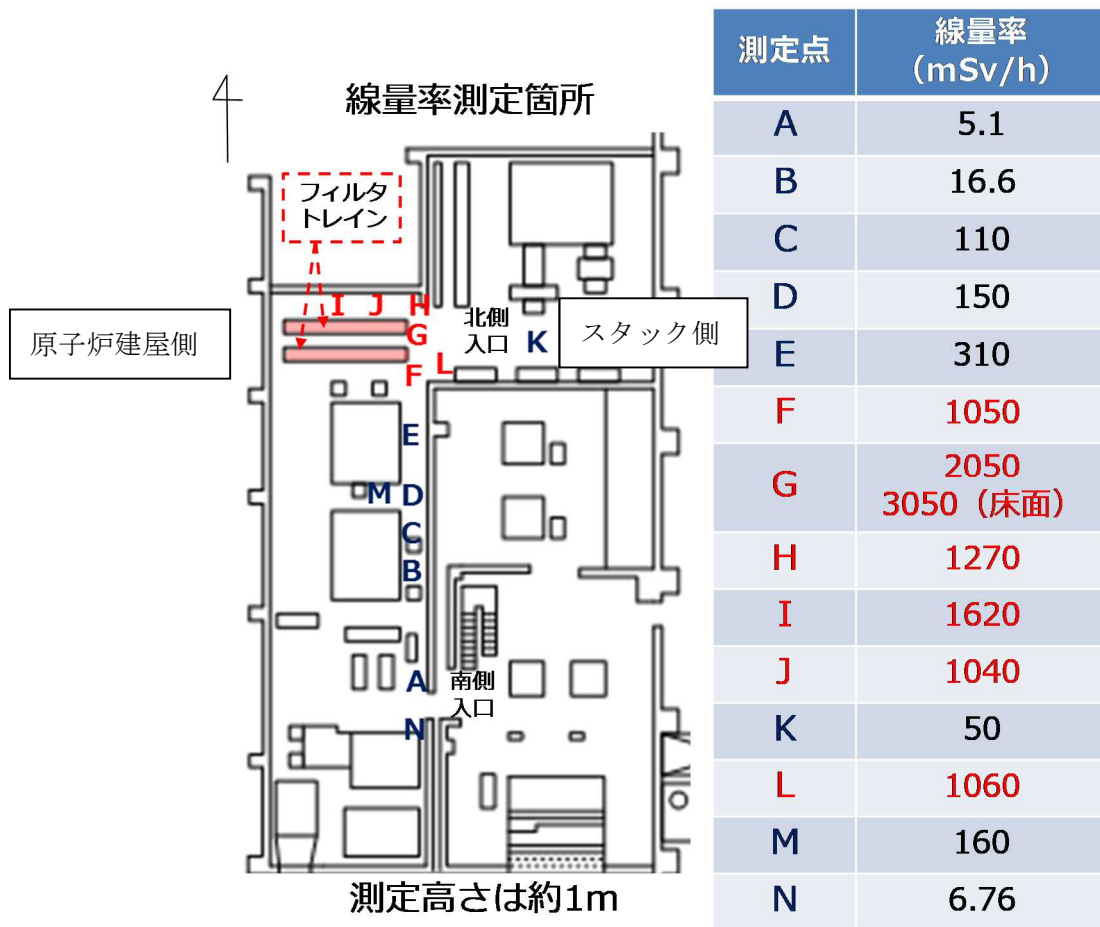 線量率測定箇所
フィルタ
トレイン
原子炉建屋側
スタック側
I
J
H
G
F
L
北側
入口
K
E
M
D
C
B
A
南側
入口
N
測定高さは約1m
測定点 線量率
(mSv/h)
A 5.1
B 16.6
C 110
D 150
E 310
F 1050
G 2050
3050（床面）
H 1270
I 1620
J 1040
K 50
L 1060
M 160
N 6.76